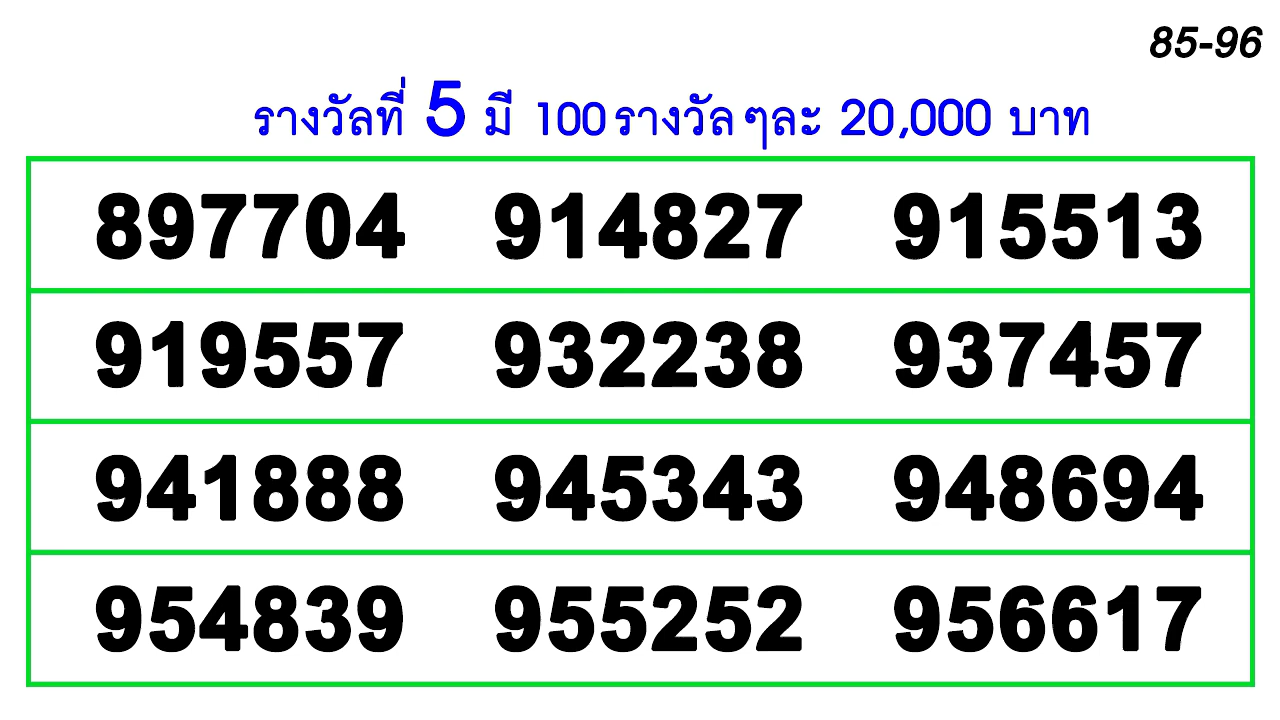 85-96
รางวัลที่ 5 มี 100 รางวัล ๆละ 20,000 บาท
897704 914827 915513
919557 932238 937457
941888 945343 948694
954839 955252 956617